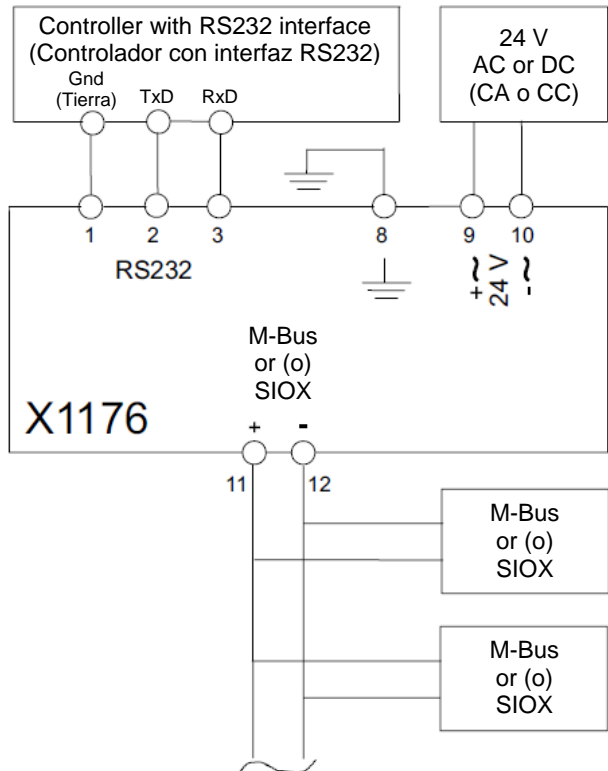 Controller with RS232 interface
(Controlador con interfaz RS232)
Gnd
(Tierra)
TxD
RxD
24 V
AC or DC
(CA o CC)
1
2
3
8
9
10
RS232
+ ~
24 V
- ~
M-Bus
or (o)
SIOX
X1176
+
-
11
12
M-Bus
or (o)
SIOX
M-Bus
or (o)
SIOX